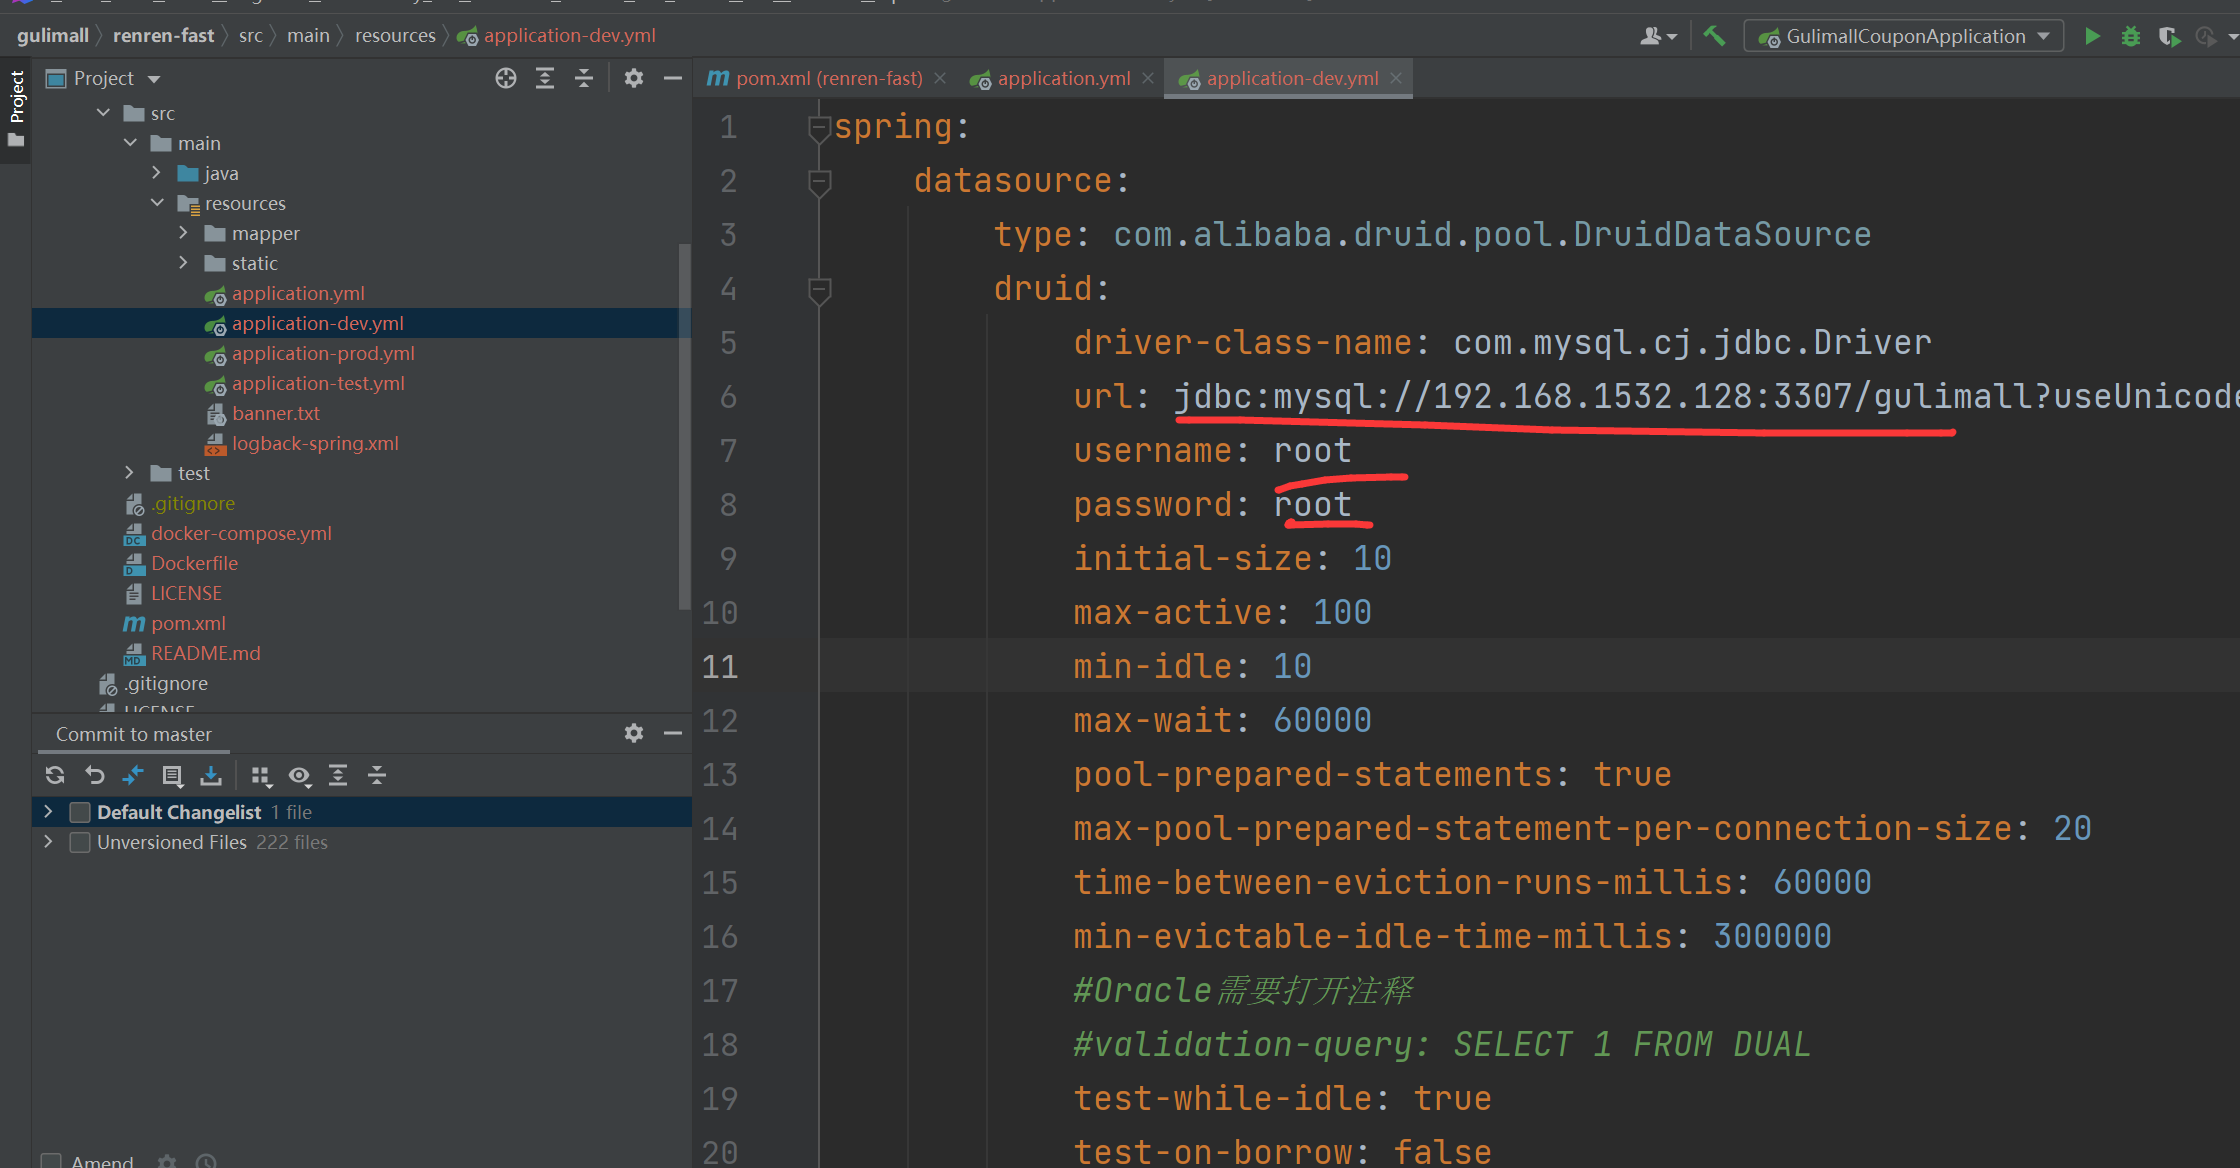 gulimall renren-fast src main resources application-dev.yml GulimallCouponApplication
Project
Project
src
main
java
resources
mapper
static
application.yml
application-dev.yml
application-prod.yml
application-test.yml
banner.txt
logback-spring.xml
test
.gitignore
docker-compose.yml
Dockerfile
LICENSE
pom.xml
README.md
.gitignore
LICENSE
Commit to master
Default Changelist 1 file
Unversioned Files 222 files
Amend
pom.xml (renren-fast) application.yml application-dev.yml
1 spring:
2 datasource:
3 type: com.alibaba.druid.pool.DruidDataSource
4 druid:
5 driver-class-name: com.mysql.cj.jdbc.Driver
6 url: jdbc:mysql://192.168.1532.128:3307/gulimall?useUnicode
7 username: root
8 password: root
9 initial-size: 10
10 max-active: 100
11 min-idle: 10
12 max-wait: 60000
13 pool-prepared-statements: true
14 max-pool-prepared-statement-per-connection-size: 20
15 time-between-eviction-runs-millis: 60000
16 min-evictable-idle-time-millis: 300000
17 #Oracle需要打开注释
18 #validation-query: SELECT 1 FROM DUAL
19 test-while-idle: true
20 test-on-borrow: false